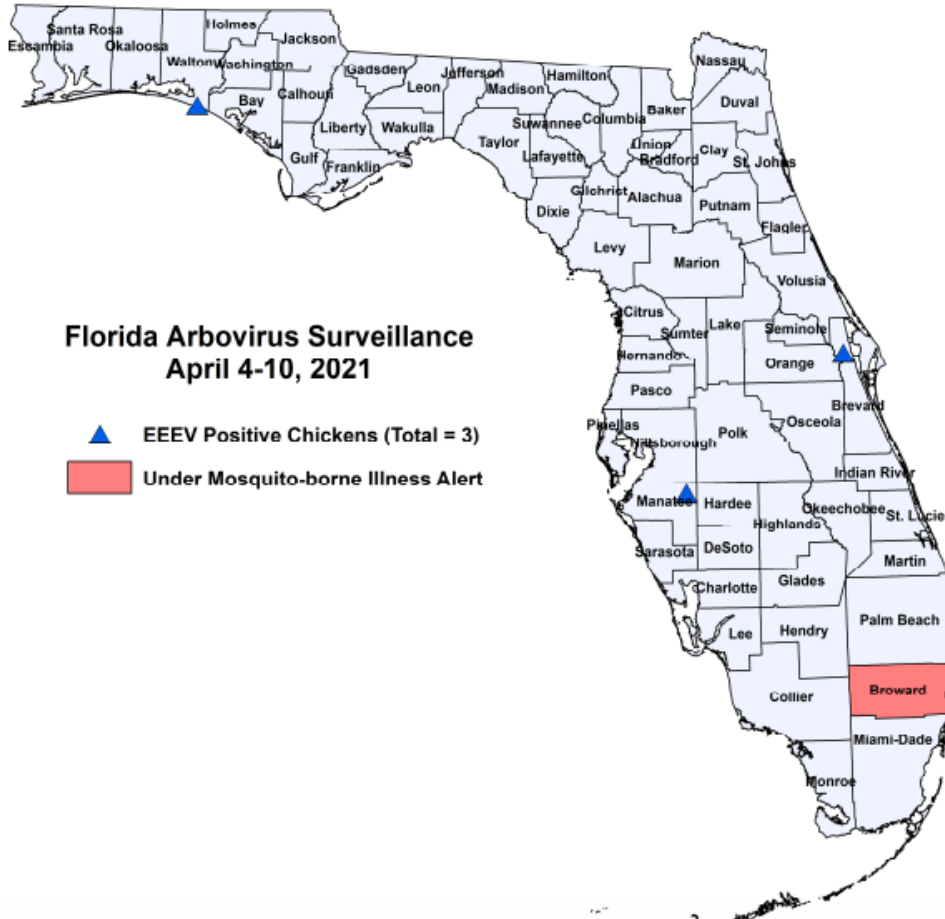 Holmes
Santa Rosa
Jackson
Escambia
Okaloosa
Walton
Washington
Nassau
Gadsden
Jefferson
Hamilton
Leon
Madison
Calhoun
Bay
Baker
Duval
Suwannee
Columbia
Liberty
Wakulla
Taylor
Union
Clay
Bradford
St. Johns
Gulf
Franklin
Lafayette
Gilchrist
Alachua
Putnam
Dixie
Flagler
Levy
Marion
Volusia
Citrus
Sumter
Lake
Seminole
Florida Arbovirus Surveillance
April 4-10, 2021
Hernando
Orange
Pasco
Brevard
Pinellas
Osceola
EEEV Positive Chickens (Total = 3)
Hillsborough
Polk
Under Mosquito-borne Illness Alert
Indian River
Manatee
Hardee
Okeechobee
St. Lucie
Highlands
Sarasota
DeSoto
Martin
Charlotte
Glades
Palm Beach
Lee
Hendry
Collier
Broward
Miami-Dade
Monroe